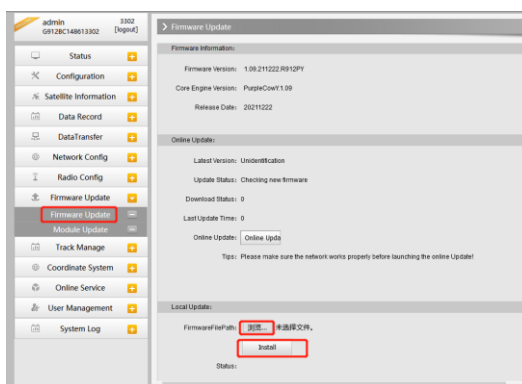 admin
G912BC148613302
3302
[logout]
Status
Configuration
Satellite Information
Data Record
DataTransfer
Network Config
Radio Config
Firmware Update
Firmware Update
Module Update
Track Manage
Coordinate System
Online Service
User Management
System Log
Firmware Update
Firmware Information:
Firmware Version: 1.09.211222.R912PY
Core Engine Version: PurpleCowY.1.09
Release Date: 20211222
Online Update:
Latest Version: Unidentification
Update Status: Checking new firmware
Download Status: 0
Last Update Time: 0
Online Update: Online Upda
Tips: Please make sure the network works properly before launching the online Update!
Local Update:
FirmwareFilePath: 浏览... 未选择文件。
Install
Status: